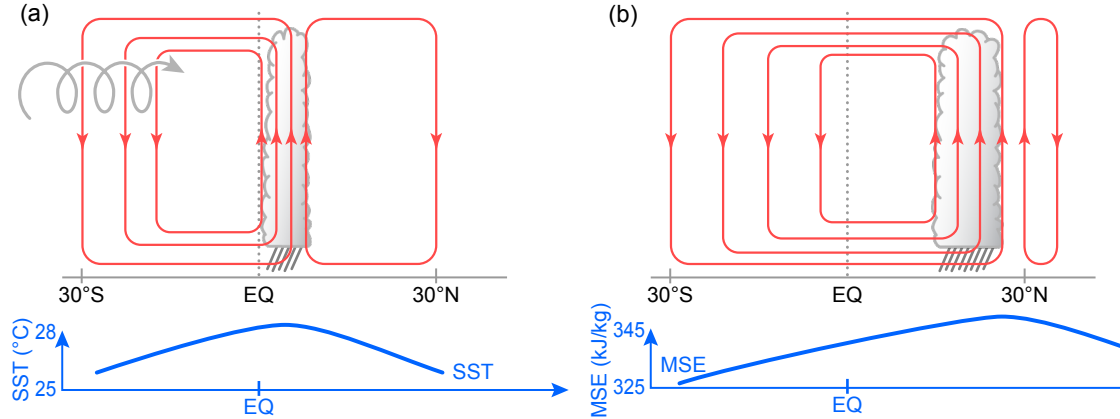 (a)
30°S EQ 30°N
SST (°C)
28
25
SST
EQ
(b)
30°S EQ 30°N
MSE (kJ/kg)
345
325
MSE
EQ